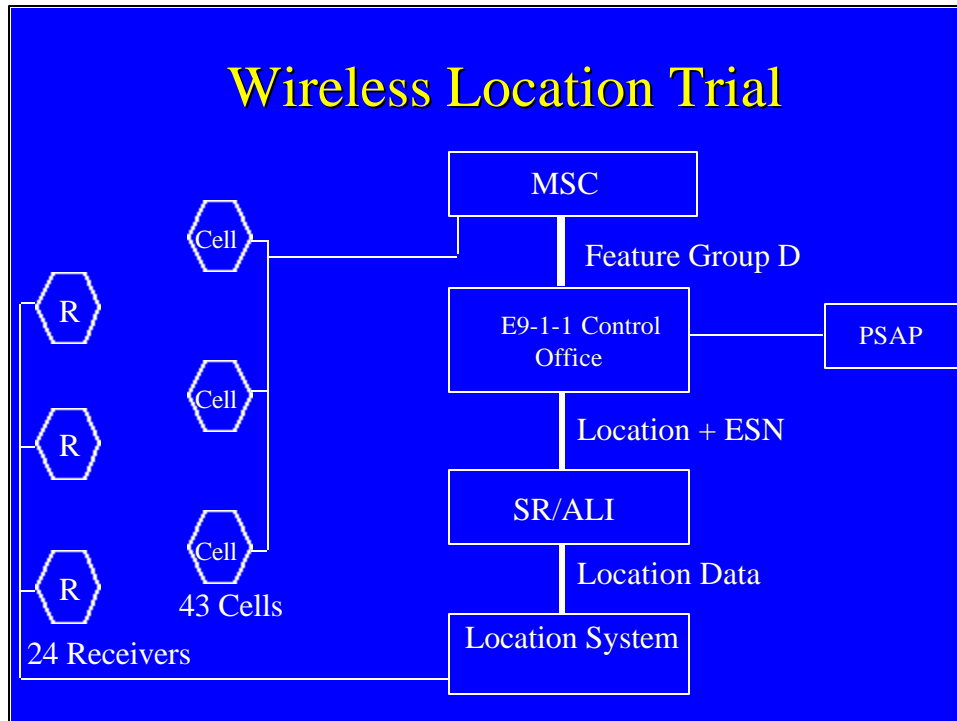 Wireless Location Trial
MSC
Cell
Feature Group D
R
E9-1-1 Control
Office
PSAP
Cell
R
Location + ESN
SR/ALI
Cell
R
Location Data
43 Cells
Location System
24 Receivers